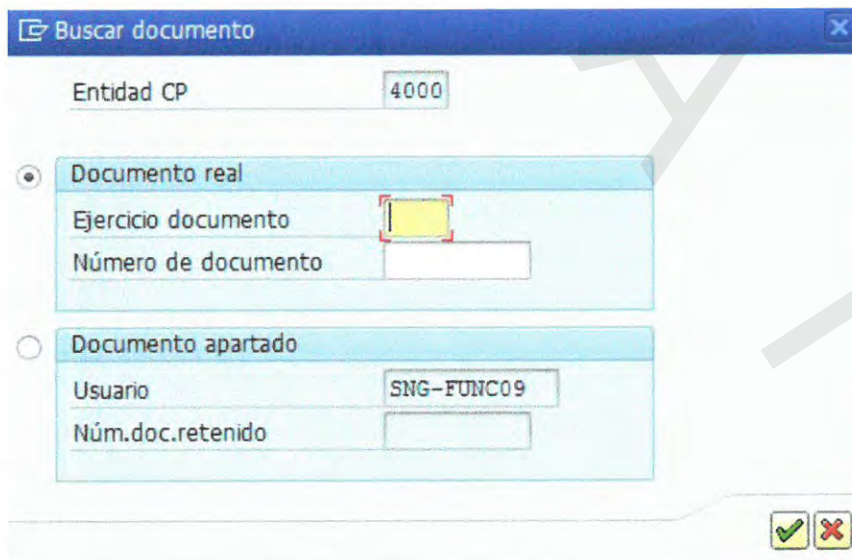 Buscar documento
Entidad CP 4000
Documento real
Ejercicio documento
Número de documento
Documento apartado
Usuario SNG-FUNC09
Núm.doc.retenido